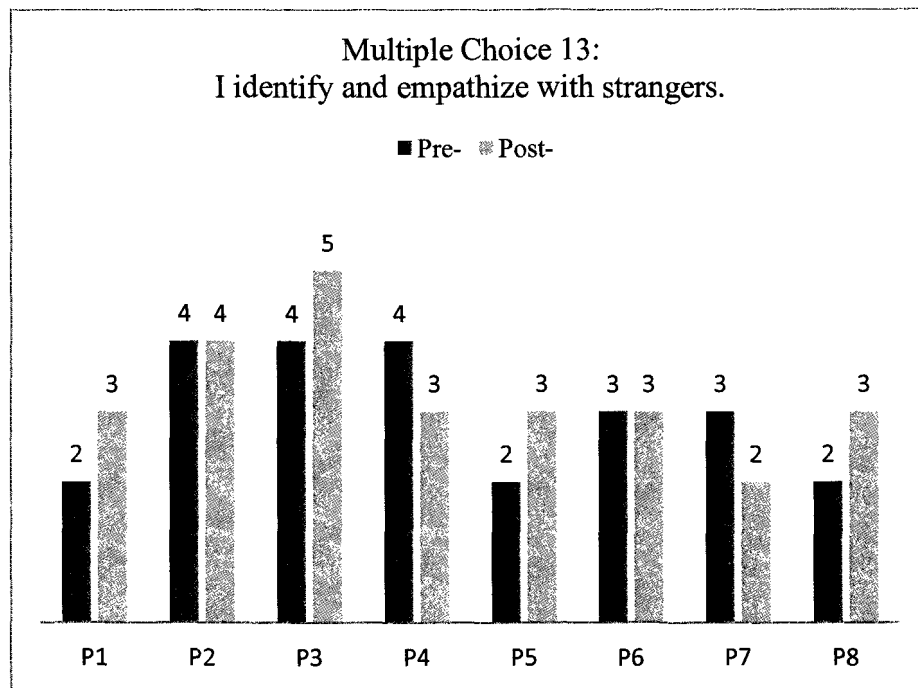 Multiple Choice 13:
I identify and empathize with strangers.
Pre- Post-
5
4 4 4 4
3 3 3 3 3 3
2 2 2 2
P1 P2 P3 P4 P5 P6 P7 P8